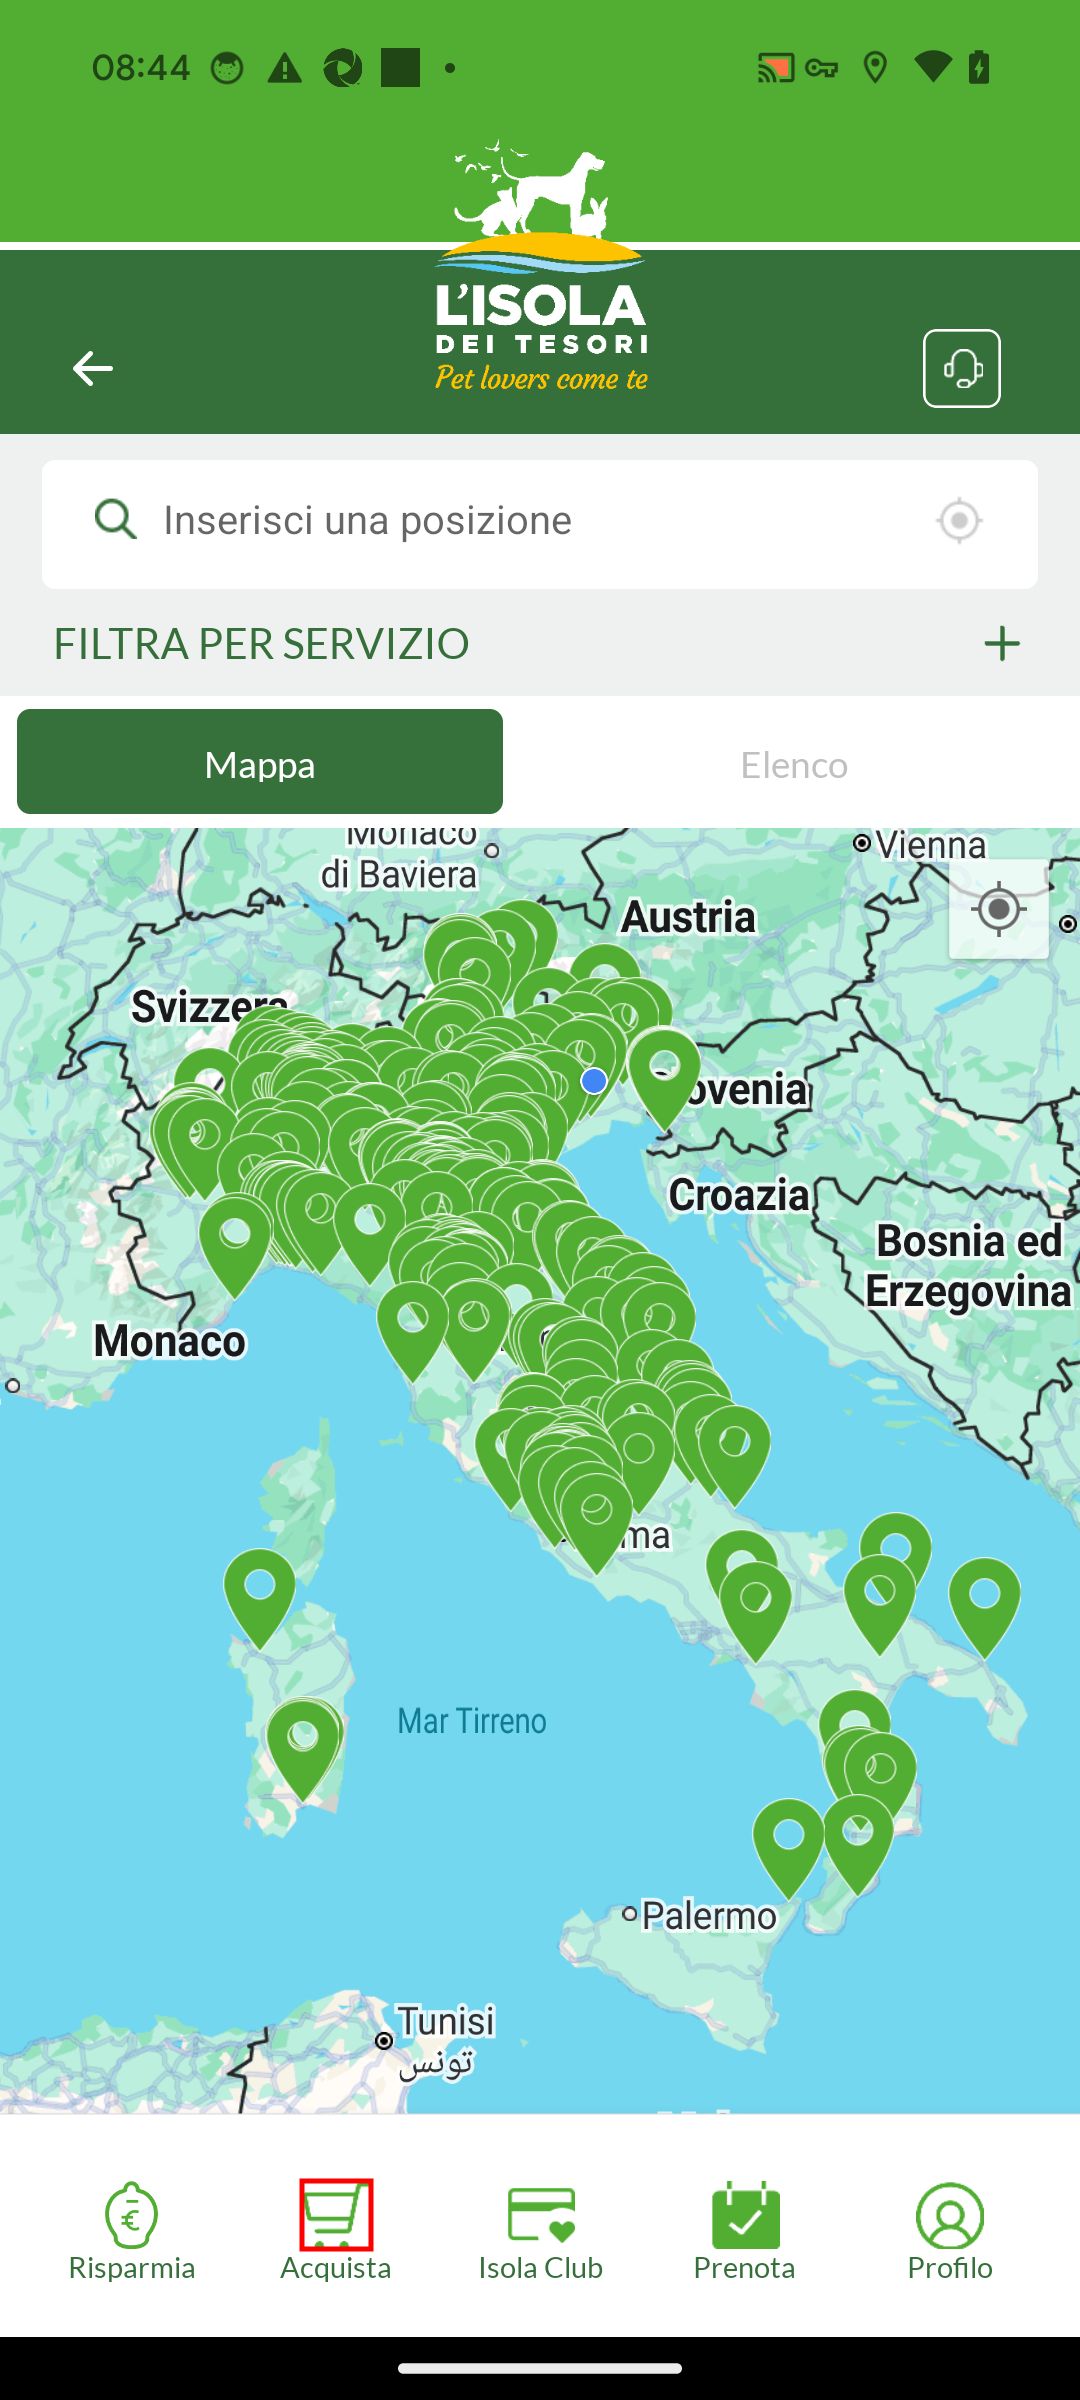 08:44
L'ISOLA
DEI TESORI
Pet lovers come te
Inserisci una posizione
FILTRA PER SERVIZIO
Mappa
Elenco
Monaco
di Baviera
Vienna
Austria
Svizzera
Croazia
Bosnia ed
Erzegovina
Monaco
Mar Tirreno
Palermo
Tunisi
تونس
Risparmia
Acquista
Isola Club
Prenota
Profilo